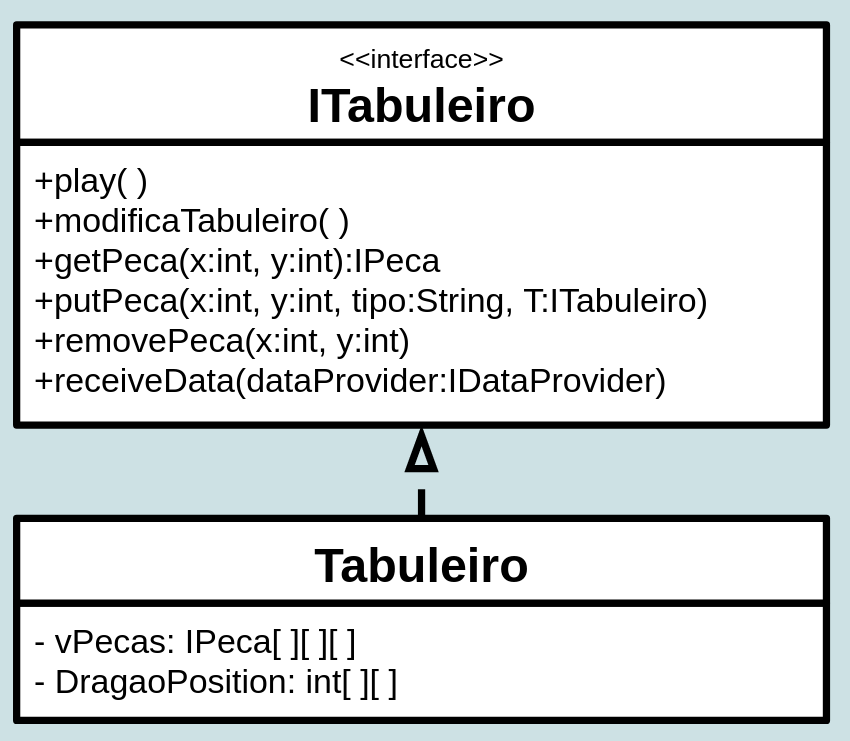 <<interface>>
ITabuleiro
+play( )
+modificaTabuleiro( )
+getPeca(x:int, y:int):IPeca
+putPeca(x:int, y:int, tipo:String, T:ITabuleiro)
+removePeca(x:int, y:int)
+receiveData(dataProvider:IDataProvider)
Tabuleiro
- vPecas: IPeca[ ][ ][ ]
- DragaoPosition: int[ ][ ]